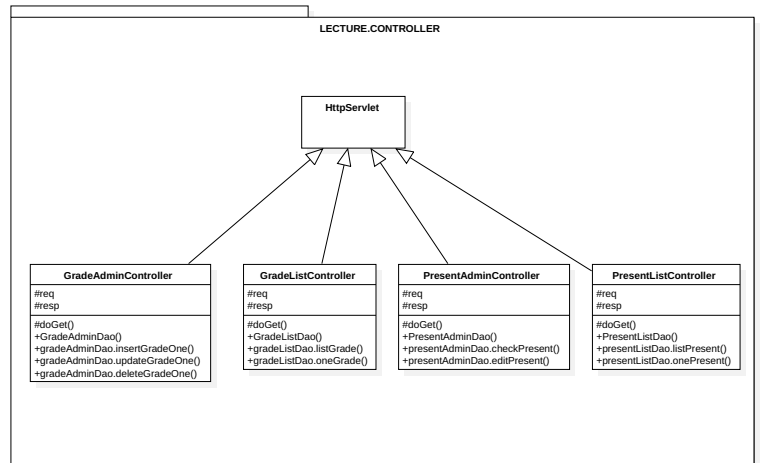 LECTURE.CONTROLLER
HttpServlet
GradeAdminController
#req
#resp
#doGet()
+GradeAdminDao()
+gradeAdminDao.insertGradeOne()
+gradeAdminDao.updateGradeOne()
+gradeAdminDao.deleteGradeOne()
GradeListController
#req
#resp
#doGet()
+GradeListDao()
+gradeListDao.listGrade()
+gradeListDao.oneGrade()
PresentAdminController
#req
#resp
#doGet()
+PresentAdminDao()
+presentAdminDao.checkPresent()
+presentAdminDao.editPresent()
PresentListController
#req
#resp
#doGet()
+PresentListDao()
+presentListDao.listPresent()
+presentListDao.onePresent()